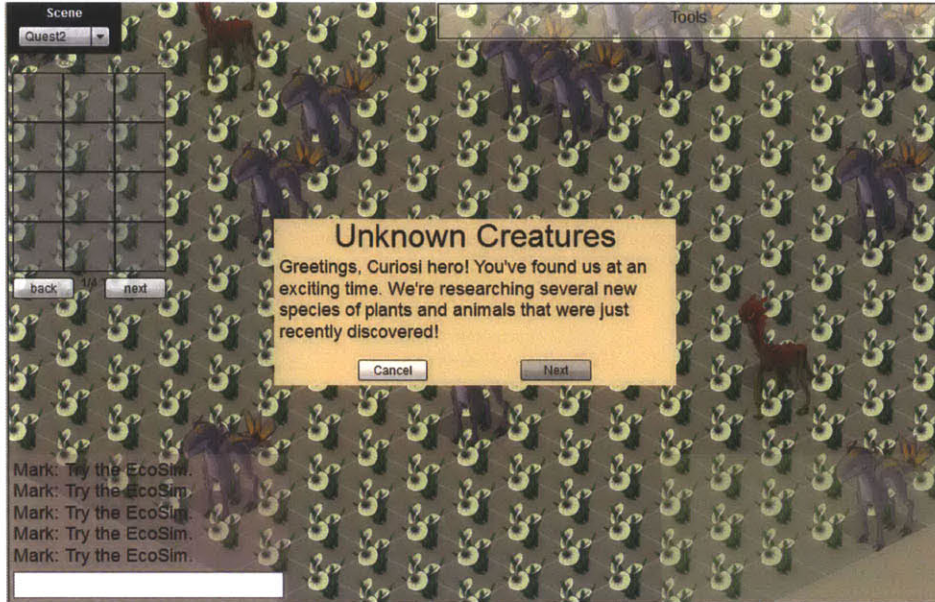 Scene
Quest2
Tools
back 1/4 next
Unknown Creatures
Greetings, Curiosi hero! You've found us at an
exciting time. We're researching several new
species of plants and animals that were just
recently discovered!
Cancel Next
Mark: Try the EcoSim.
Mark: Try the EcoSim.
Mark: Try the EcoSim.
Mark: Try the EcoSim.
Mark: Try the EcoSim.